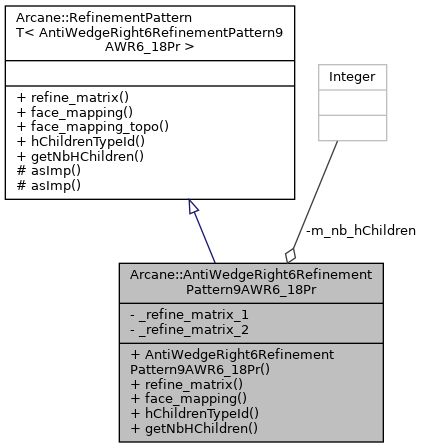 Arcane::RefinementPattern
T< AntiWedgeRight6RefinementPattern9
AWR6_18Pr >
+ refine_matrix()
+ face_mapping()
+ face_mapping_topo()
+ hChildrenTypeId()
+ getNbHChildren()
# asImp()
# asImp()
Integer
-m_nb_hChildren
Arcane::AntiWedgeRight6Refinement
Pattern9AWR6_18Pr
- _refine_matrix_1
- _refine_matrix_2
+ AntiWedgeRight6Refinement
Pattern9AWR6_18Pr()
+ refine_matrix()
+ face_mapping()
+ hChildrenTypeId()
+ getNbHChildren()